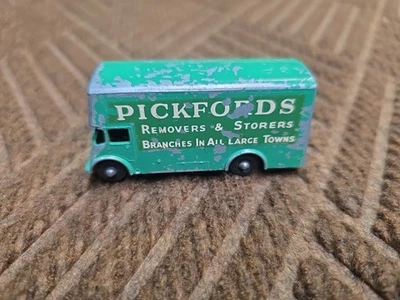 PICKFORDS
REMOVERS & STORERS
BRANCHES IN ALL LARGE TOWNS